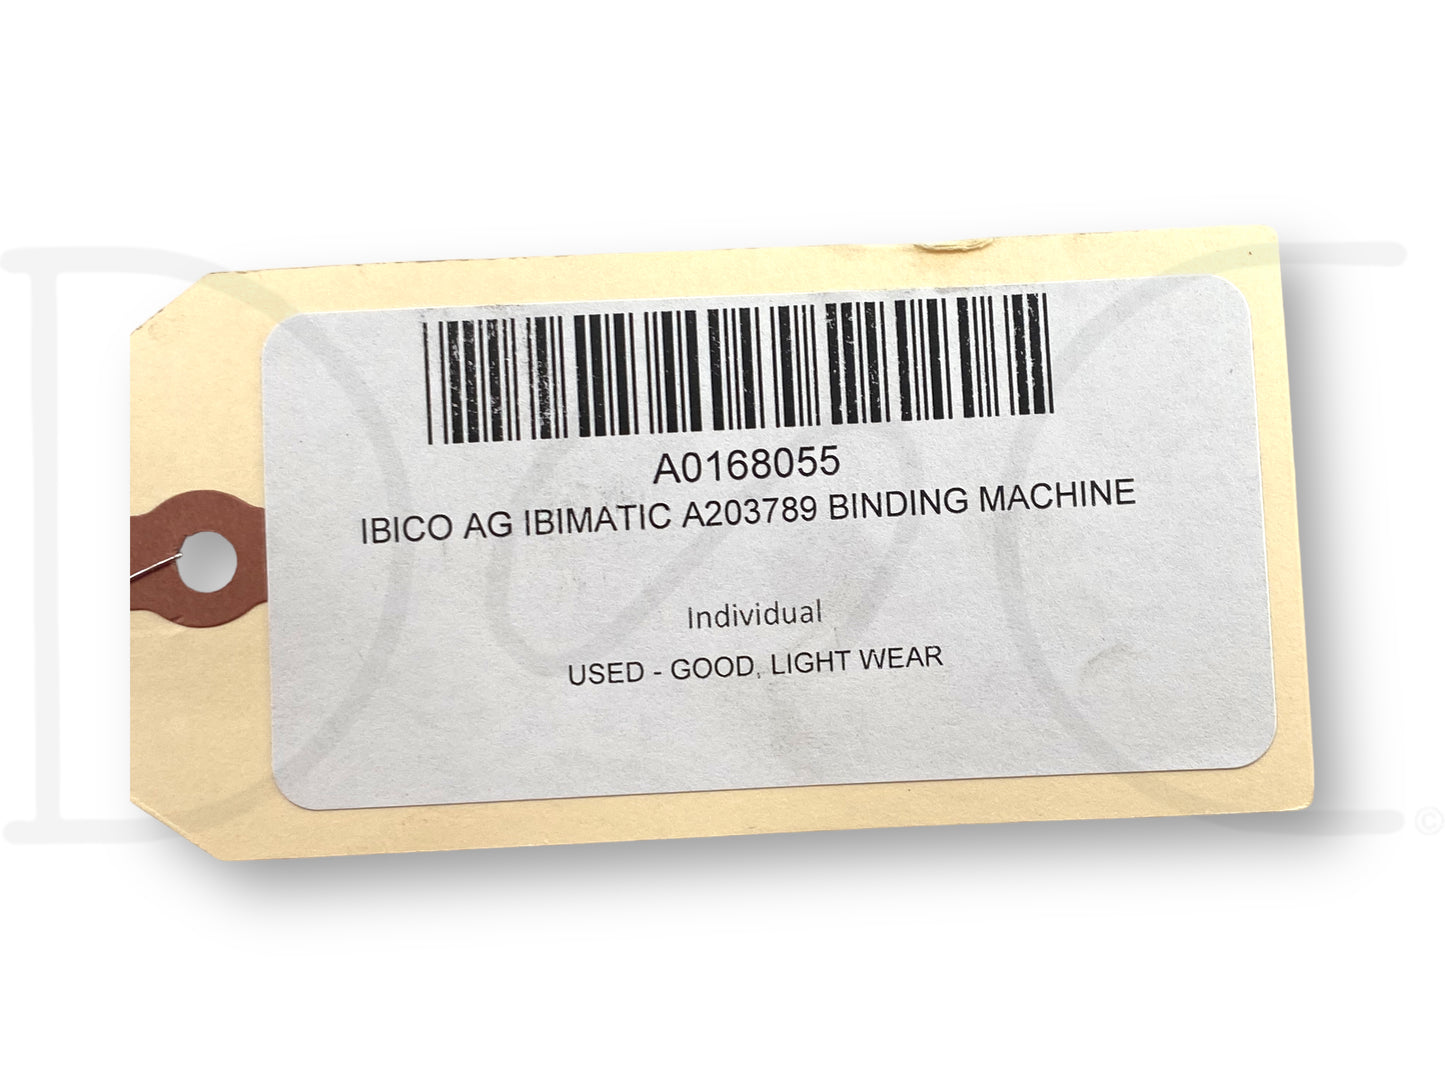 A0168055
IBICO AG IBIMATIC A203789 BINDING MACHINE
Individual
USED - GOOD, LIGHT WEAR
©